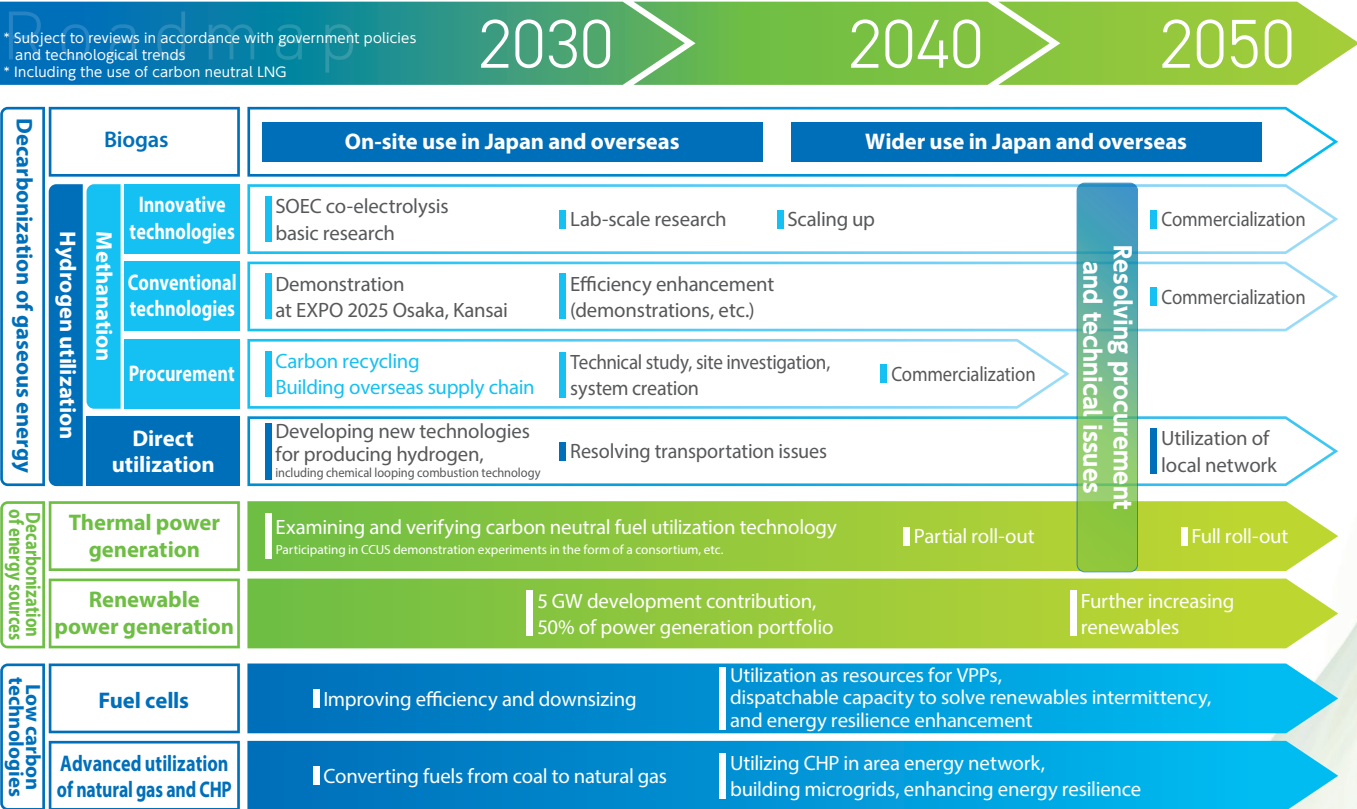 Roadmap
* Subject to reviews in accordance with government policies
and technological trends
* Including the use of carbon neutral LNG
2030
2040
2050
Decarbonization of gaseous energy
Biogas
On-site use in Japan and overseas
Wider use in Japan and overseas
Hydrogen utilization
Methanation
Innovative
technologies
SOEC co-electrolysis
basic research
Lab-scale research
Scaling up
Commercialization
Conventional
technologies
Demonstration
at EXPO 2025 Osaka, Kansai
Efficiency enhancement
(demonstrations, etc.)
Commercialization
Procurement
Carbon recycling
Building overseas supply chain
Technical study, site investigation,
system creation
Commercialization
Direct
utilization
Developing new technologies
for producing hydrogen,
including chemical looping combustion technology
Resolving transportation issues
Utilization of
local network
Resolving procurement
and technical issues
Decarbonization
of energy sources
Thermal power
generation
Examining and verifying carbon neutral fuel utilization technology
Participating in CCUS demonstration experiments in the form of a consortium, etc.
Partial roll-out
Full roll-out
Renewable
power generation
5 GW development contribution,
50% of power generation portfolio
Further increasing
renewables
Low carbon
technologies
Fuel cells
Improving efficiency and downsizing
Utilization as resources for VPPs,
dispatchable capacity to solve renewables intermittency,
and energy resilience enhancement
Advanced utilization
of natural gas and CHP
Converting fuels from coal to natural gas
Utilizing CHP in area energy network,
building microgrids, enhancing energy resilience